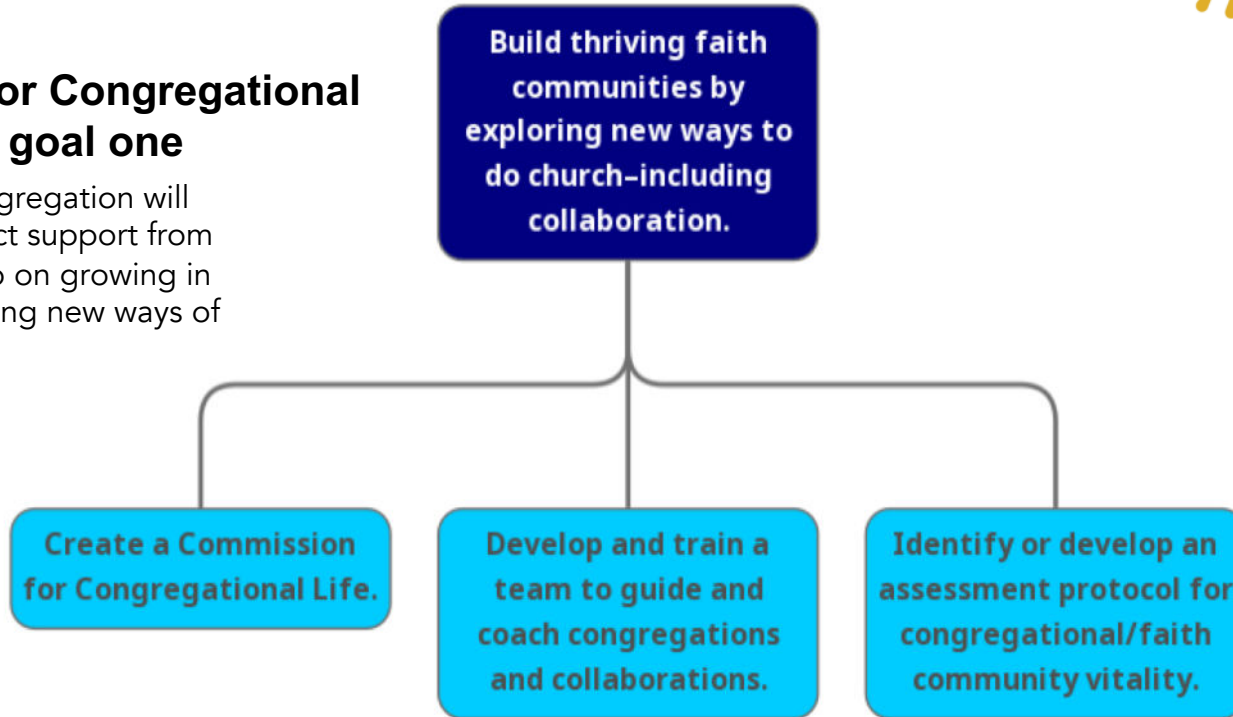 Build thriving faith
communities by
exploring new ways to
do church–including
collaboration.
or Congregational
goal one
gregation will
ct support from
o on growing in
ng new ways of
Create a Commission
for Congregational Life.
Develop and train a
team to guide and
coach congregations
and collaborations.
Identify or develop an
assessment protocol for
congregational/faith
community vitality.